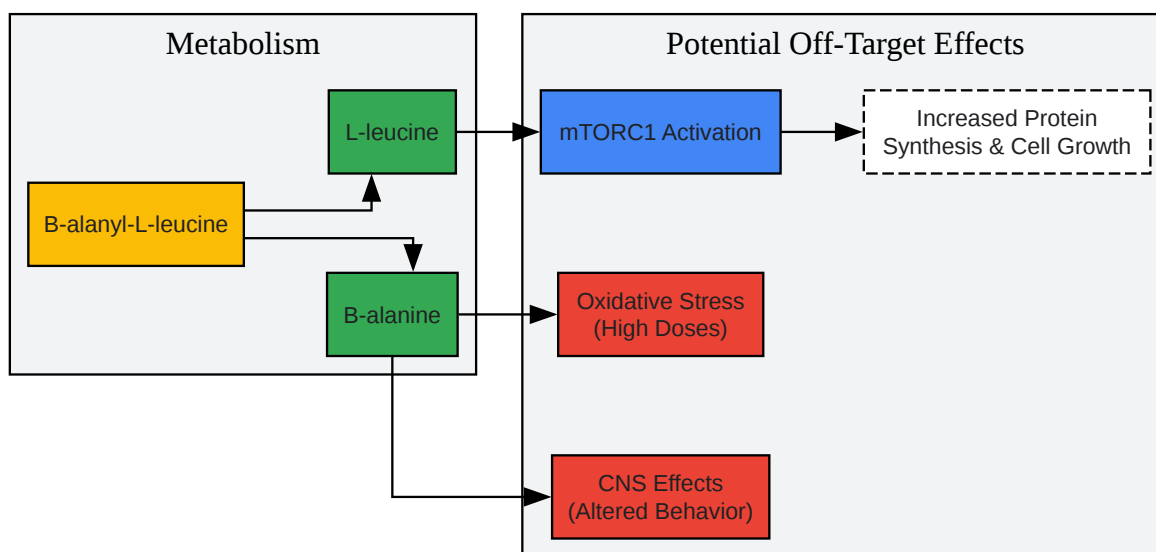 Metabolism
Potential Off-Target Effects
L-leucine
mTORC1 Activation
Increased Protein
Synthesis & Cell Growth
B-alanyl-L-leucine
B-alanine
Oxidative Stress
(High Doses)
CNS Effects
(Altered Behavior)